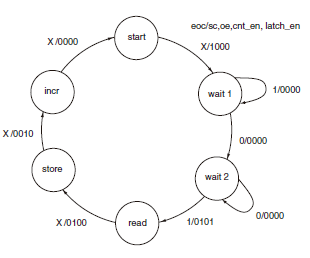 eoc/sc,oe,cnt_en, latch_en
start
X /0000
X/1000
incr
wait 1
1/0000
X /0010
0/0000
store
wait 2
X /0100
read
1/0101
0/0000